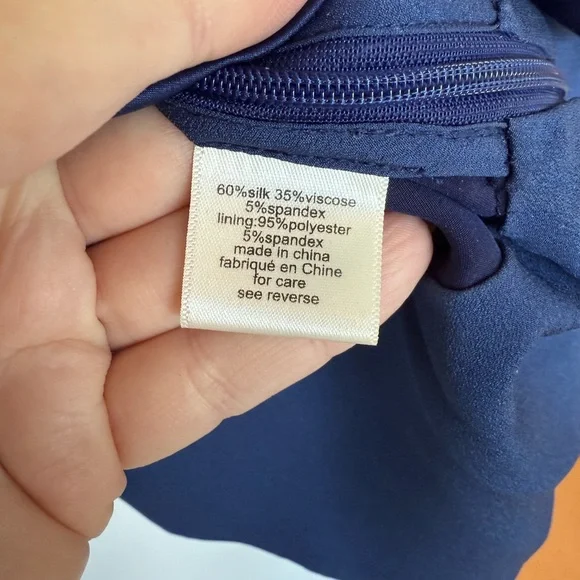 60%silk 35%viscose
5%spandex
lining:95%polyester
5%spandex
made in china
fabriqué en Chine
for care
see reverse